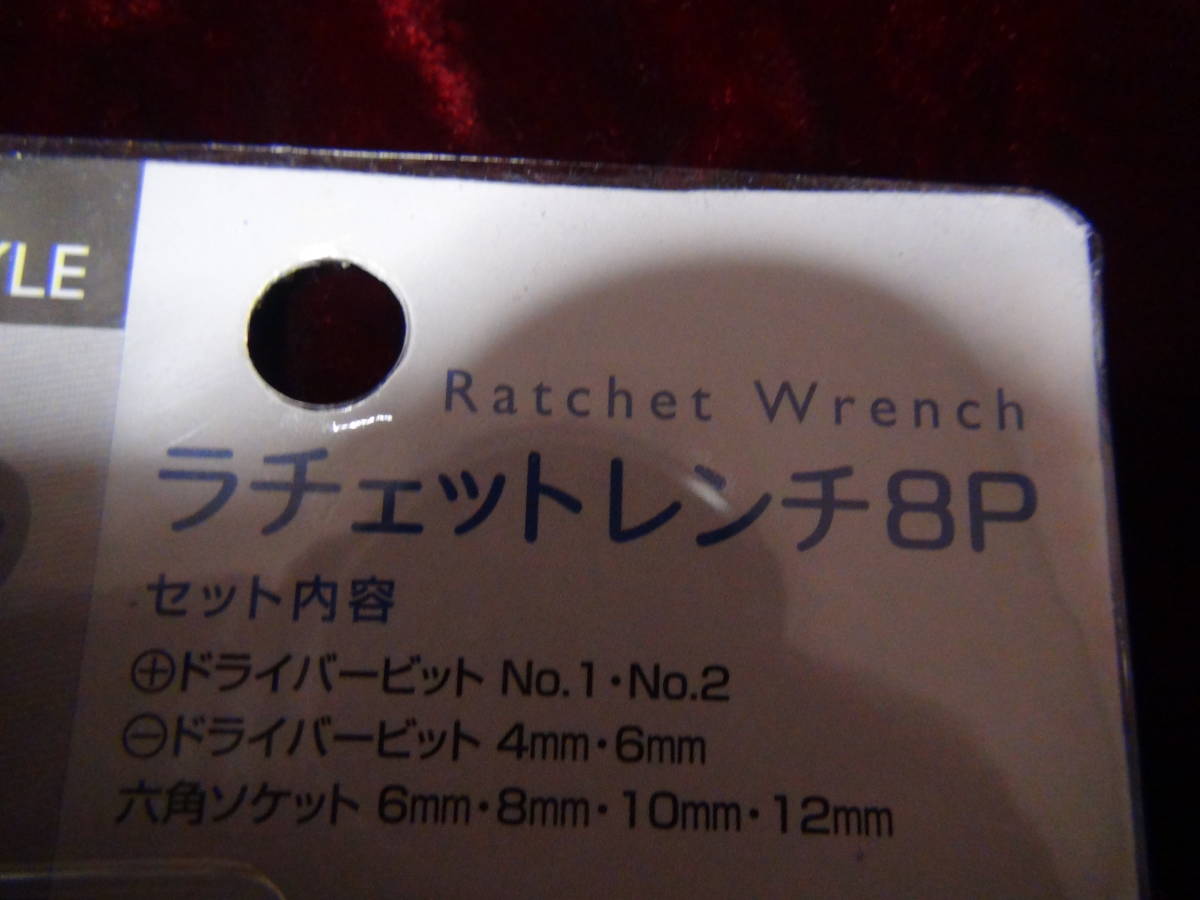 YLE
Ratchet Wrench
ラチェットレンチ8P
セット内容
⊕ドライバービット No.1・No.2
⊖ドライバービット 4mm・6mm
六角ソケット 6mm・8mm・10mm・12mm